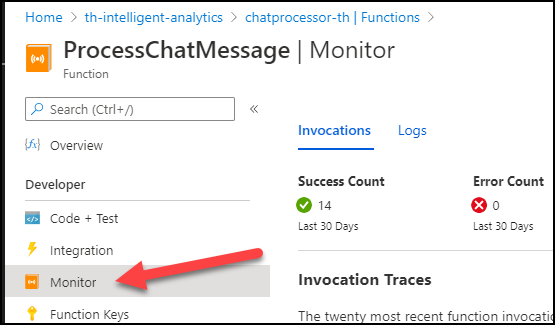 Home > th-intelligent-analytics > chatprocessor-th | Functions >
ProcessChatMessage | Monitor
Function
Search (Ctrl+/)
«
Overview
Developer
Code + Test
Integration
Monitor
Function Keys
Invocations Logs
Success Count Error Count
14 0
Last 30 Days Last 30 Days
Invocation Traces
The twenty most recent function invocati